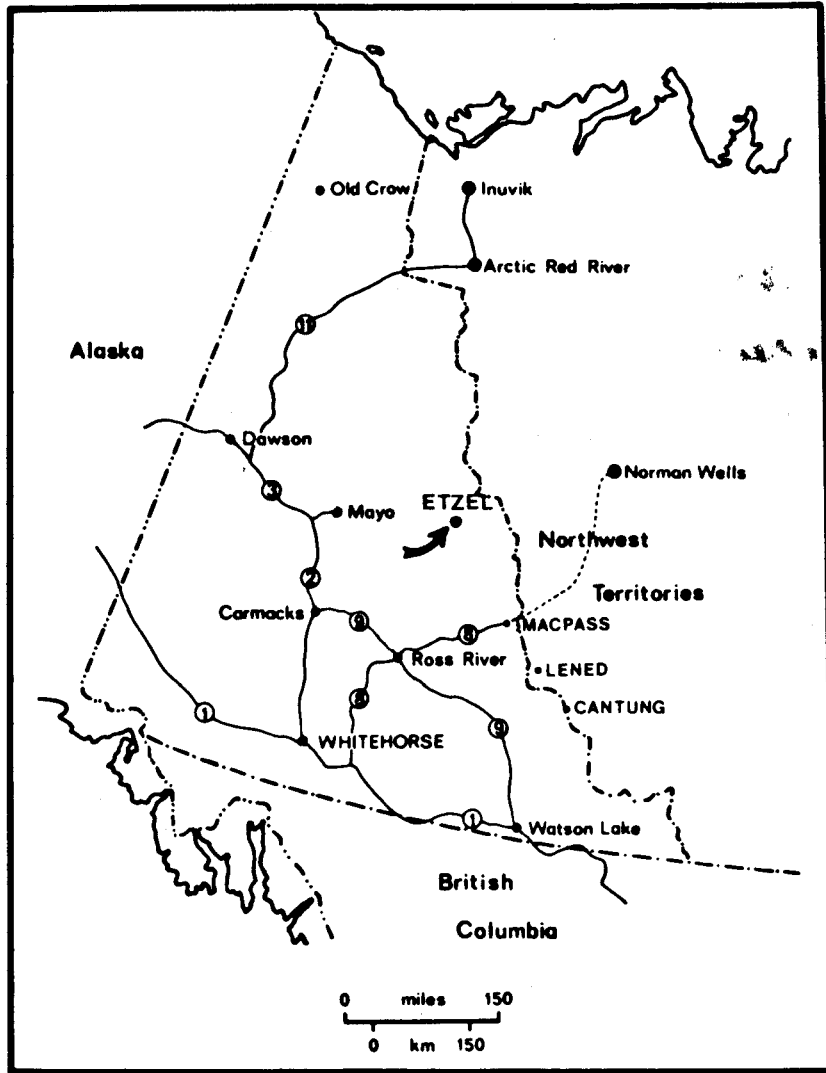 Old Crow
Inuvik
Arctic Red River
11
Alaska
Dawson
Norman Wells
3
ETZEL
Mayo
Northwest
2
Territories
Carmacks
9
8
MACPASS
Ross River
LENED
8
CANTUNG
1
9
WHITEHORSE
1
Watson Lake
British
Columbia
0 miles 150
0 km 150